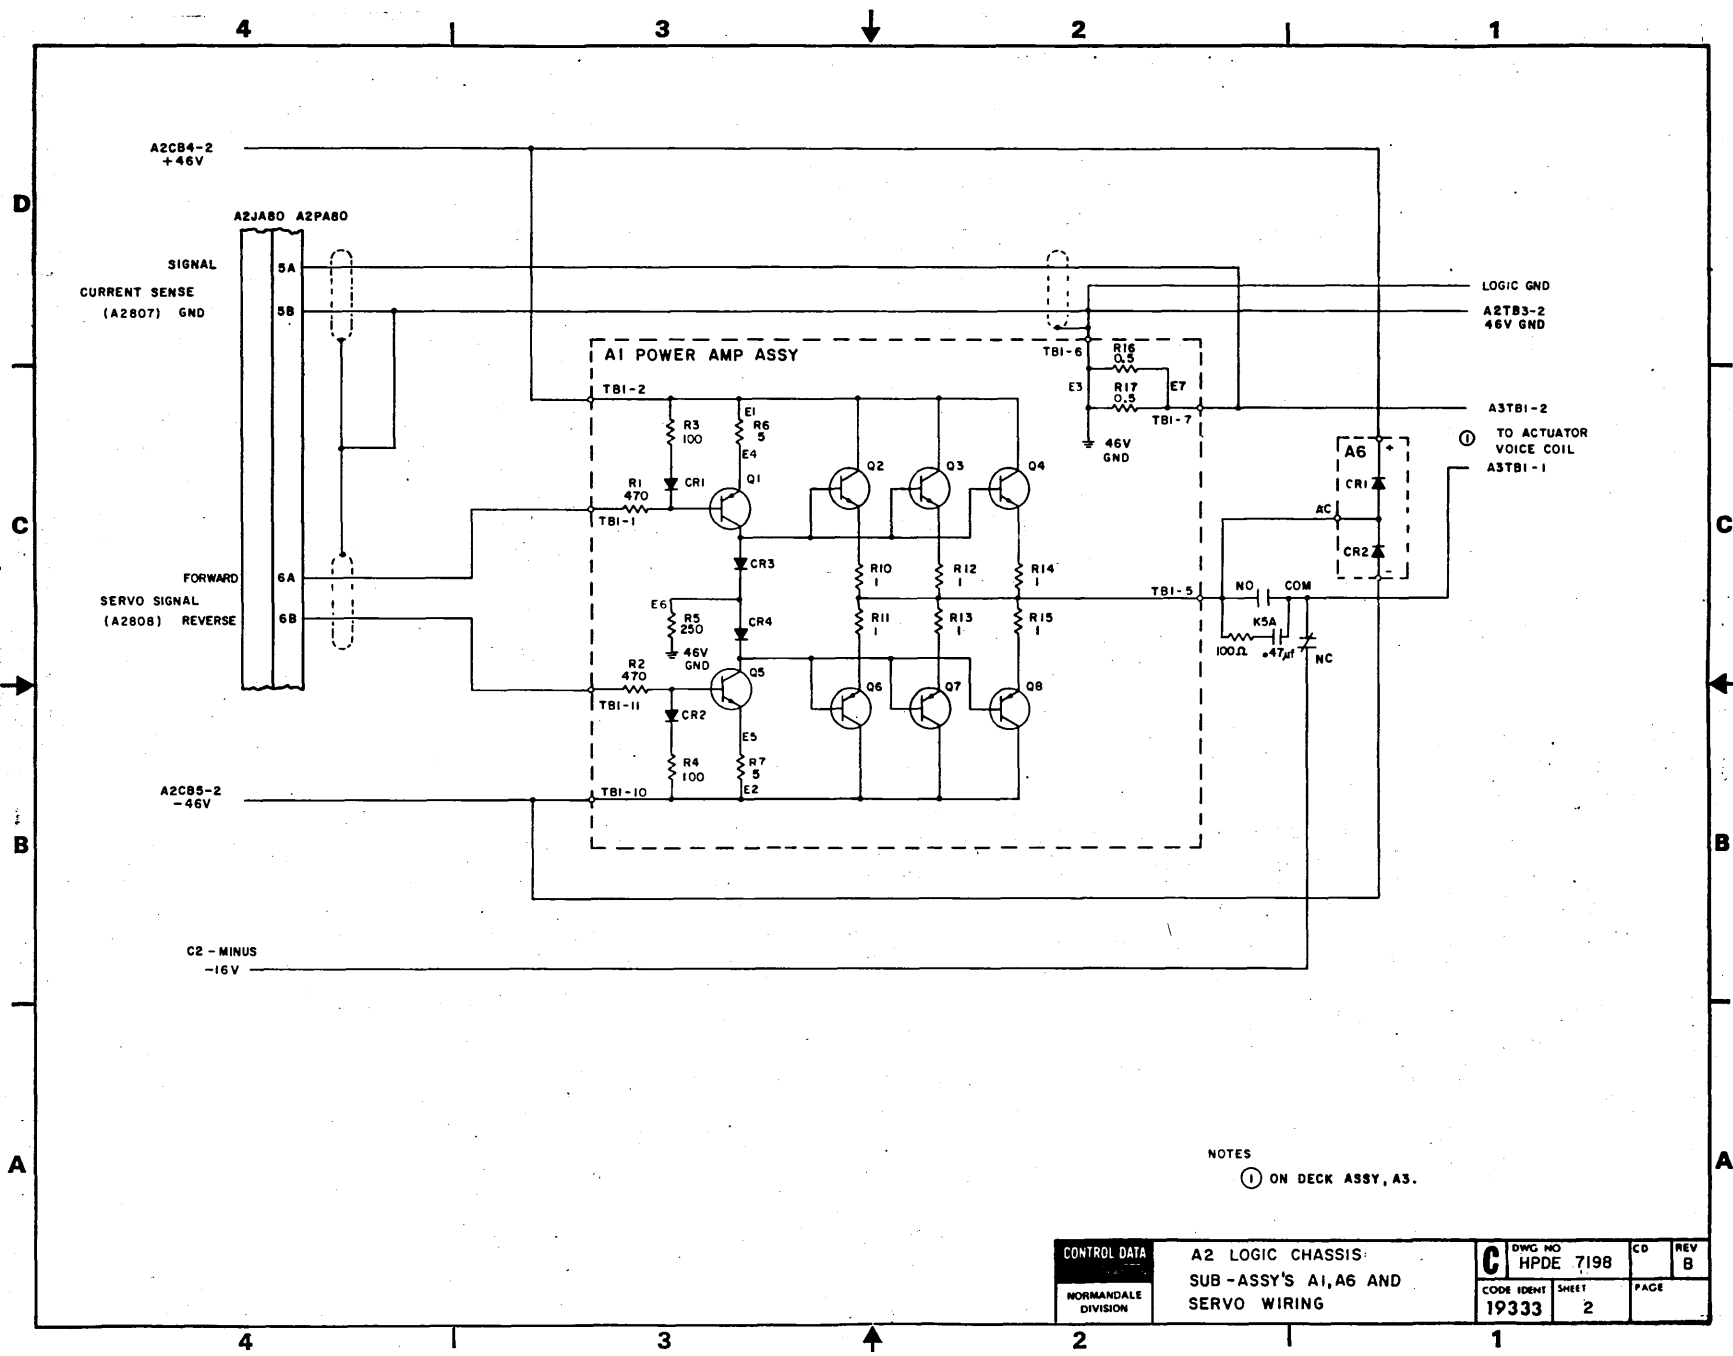 4 3 2 1
A2CB4-2
+46V
D
A2JA80 A2PA80
SIGNAL
5A
CURRENT SENSE
(A2807) GND
5B
LOGIC GND
A2TB3-2
46V GND
A1 POWER AMP ASSY
TB1-6
R16
0.5
E3
E7
R17
0.5
TB1-7
A3TB1-2
1 TO ACTUATOR
VOICE COIL
A3TB1-1
46V
GND
TB1-2
R3
100
E1
R6
5
E4
CR1
Q1
Q2
Q3
Q4
R1
470
TB1-1
A6
+
CR1
AC
CR2
-
C
C
CR3
R10
1
R12
1
R14
1
TB1-5
NO
COM
K5A
100Ω
.47µf
NC
FORWARD
6A
SERVO SIGNAL
(A2808) REVERSE
6B
E6
R5
250
46V
GND
CR4
R11
1
R13
1
R15
1
R2
470
TB1-11
Q5
Q6
Q7
Q8
CR2
E5
R4
100
R7
5
E2
A2CB5-2
-46V
TB1-10
B
B
C2 - MINUS
-16V
A
A
NOTES
1 ON DECK ASSY, A3.
CONTROL DATA
NORMANDALE
DIVISION
A2 LOGIC CHASSIS:
SUB-ASSY'S A1, A6 AND
SERVO WIRING
C
DWG NO
HPDE 7198
CD
REV
B
CODE IDENT
19333
SHEET
2
PAGE
4 3 2 1